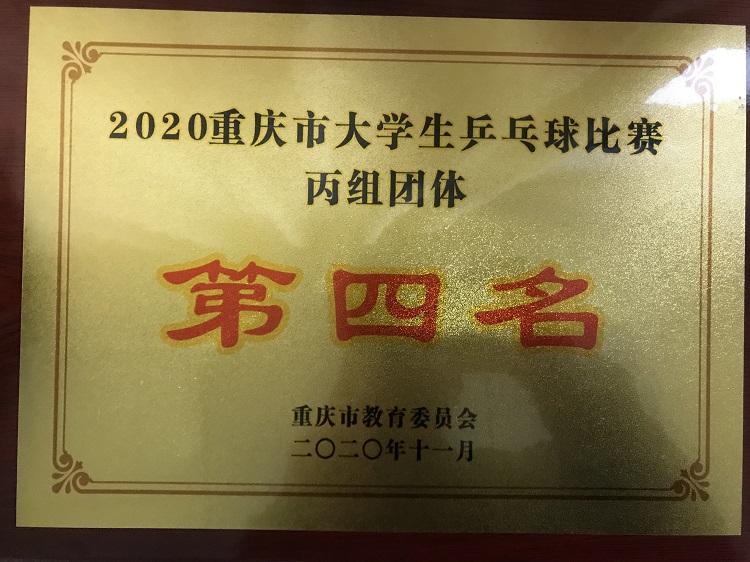 2020重庆市大学生乒乓球比赛
丙组团体
第四名
重庆市教育委员会
二〇二〇年十一月